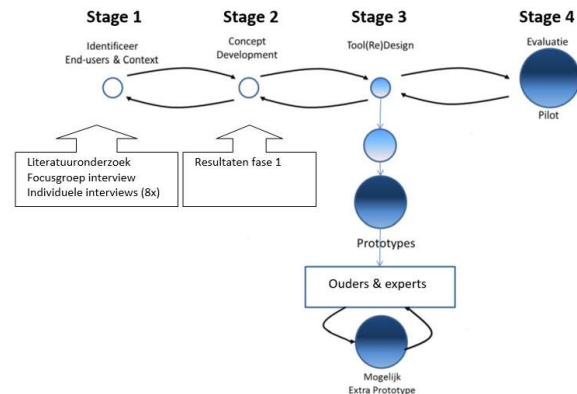 Stage 1
Stage 2
Stage 3
Stage 4
Identificeer
End-users & Context
Concept
Development
Tool(Re)Design
Evaluatie
Pilot
Literatuuronderzoek
Focusgroep interview
Individuele interviews (8x)
Resultaten fase 1
Prototypes
Ouders & experts
Mogelijk
Extra Prototype